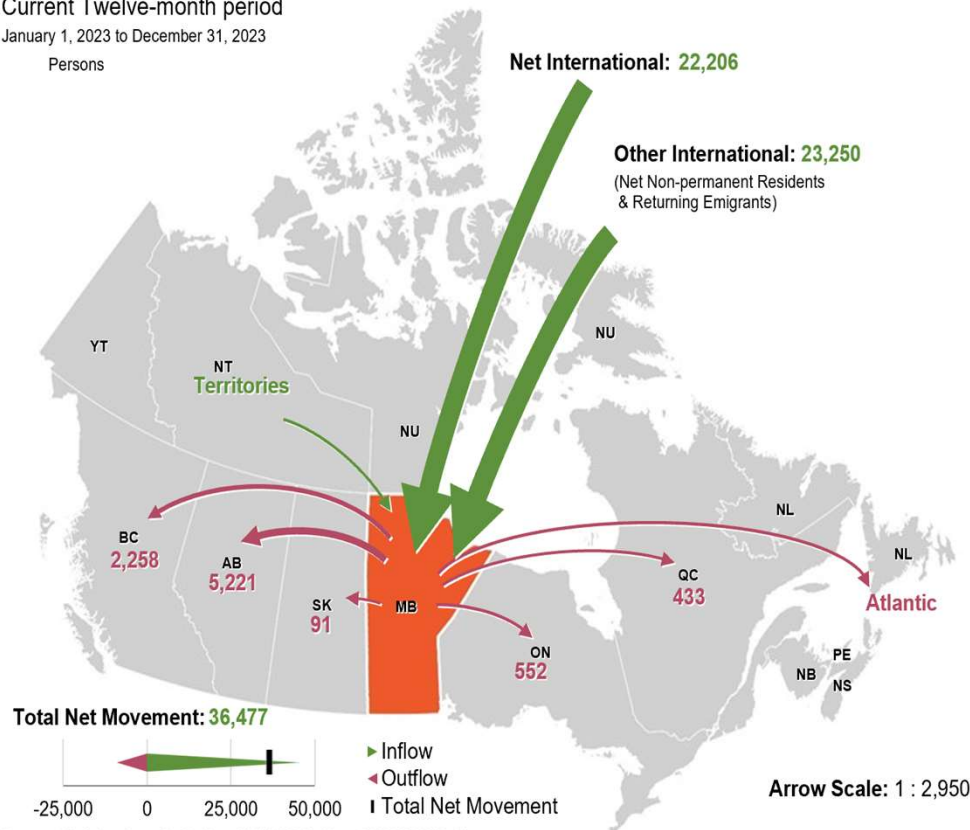 Current Twelve-month period
January 1, 2023 to December 31, 2023
Persons
Net International: 22,206
Other International: 23,250
(Net Non-permanent Residents
& Returning Emigrants)
YT
NT
Territories
NU
NU
BC
2,258
AB
5,221
SK
91
MB
ON
552
QC
433
NL
NL
Atlantic
PE
NB
NS
Total Net Movement: 36,477
-25,000 0 25,000 50,000
Inflow
Outflow
Total Net Movement
Arrow Scale: 1 : 2,950